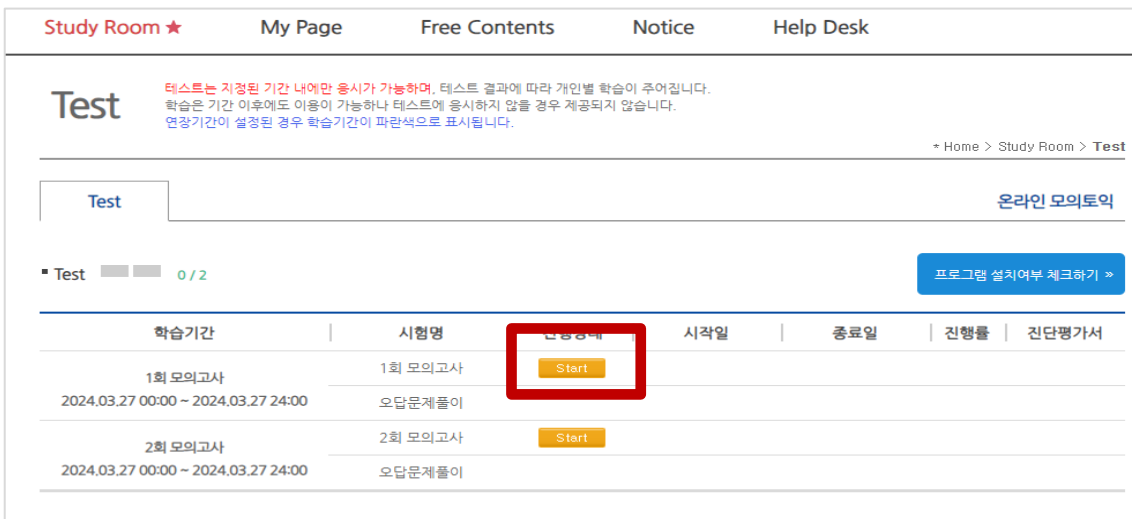 Study Room ★ My Page Free Contents Notice Help Desk
Test
테스트는 지정된 기간 내에만 응시가 가능하며, 테스트 결과에 따라 개인별 학습이 주어집니다.
학습은 기간 이후에도 이용이 가능하나 테스트에 응시하지 않을 경우 제공되지 않습니다.
연장기간이 설정된 경우 학습기간이 파란색으로 표시됩니다.
* Home > Study Room > Test
Test 온라인 모의토익
Test 0 / 2 프로그램 설치여부 체크하기 »
학습기간 시험명 시작일 종료일 진행률 진단평가서
1회 모의고사 Start
1회 모의고사
2024.03.27 00:00 ~ 2024.03.27 24:00 오답문제풀이
2회 모의고사 Start
2회 모의고사
2024.03.27 00:00 ~ 2024.03.27 24:00 오답문제풀이